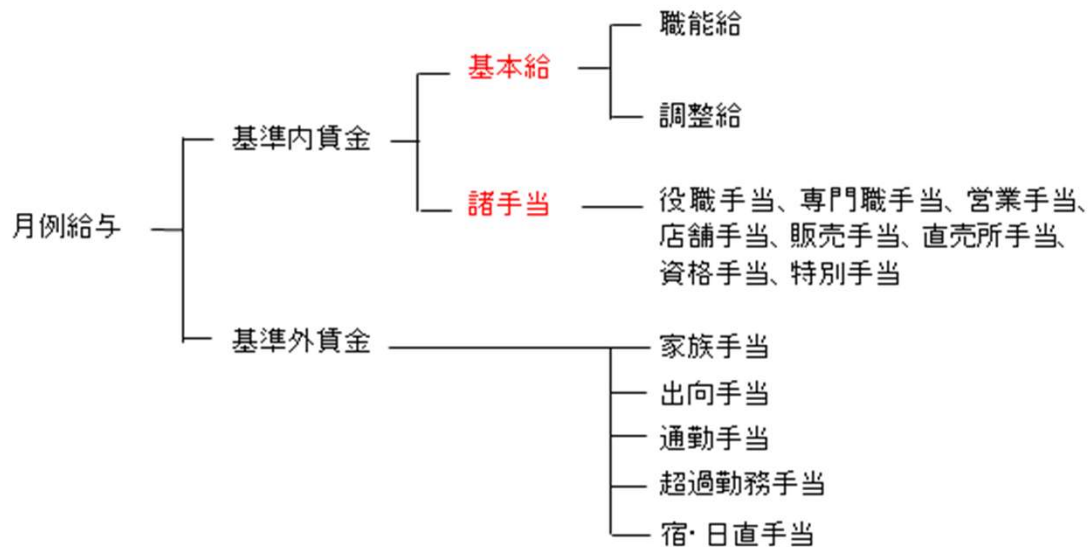 職能給
基本給
調整給
基準内賃金
諸手当
役職手当、専門職手当、営業手当、
店舗手当、販売手当、直売所手当、
資格手当、特別手当
月例給与
基準外賃金
家族手当
出向手当
通勤手当
超過勤務手当
宿・日直手当